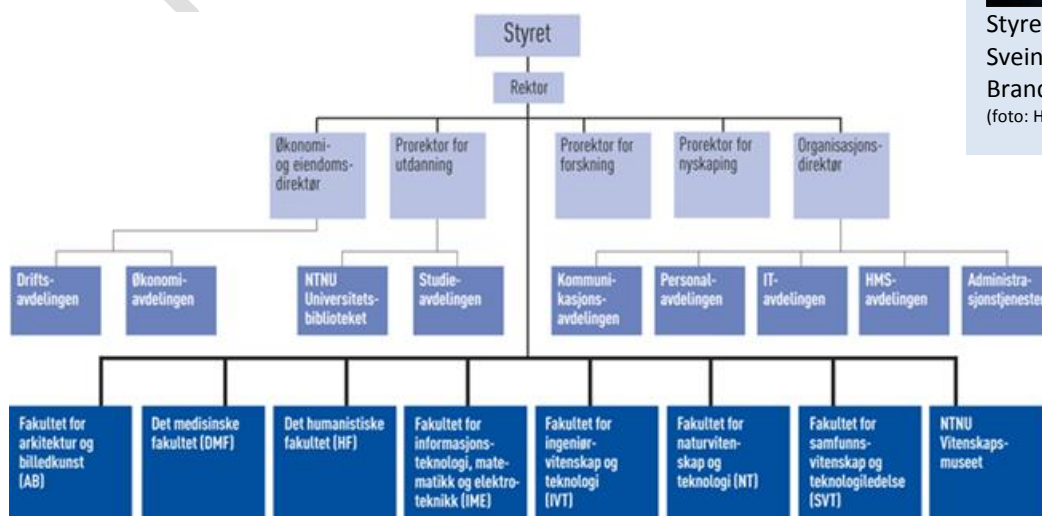 Styret
Rektor
Økonomi-
og eiendoms-
direktør
Prorektor for
utdanning
Prorektor for
forskning
Prorektor for
nyskaping
Organisasjons-
direktør
Drifts-
avdelingen
Økonomi-
avdelingen
NTNU
Universitets-
biblioteket
Studie-
avdelingen
Kommuni-
kasjons-
avdelingen
Personal-
avdelingen
IT-
avdelingen
HMS-
avdelingen
Administra-
sjonstjenester
Fakultet for
arkitektur og
billedkunst
(AB)
Det medisinske
fakultet (DMF)
Det humanistiske
fakultet (HF)
Fakultet for
informasjons-
teknologi, mate-
matikk og elektro-
teknikk (IME)
Fakultet for
ingeniør-
vitenskap og
teknologi
(IVT)
Fakultet for
naturviten-
skap og
teknologi (NT)
Fakultet for
samfunns-
vitenskap og
teknologiledelse
(SVT)
NTNU
Vitenskaps-
museet
Styre
Svein
Brand
(foto: H